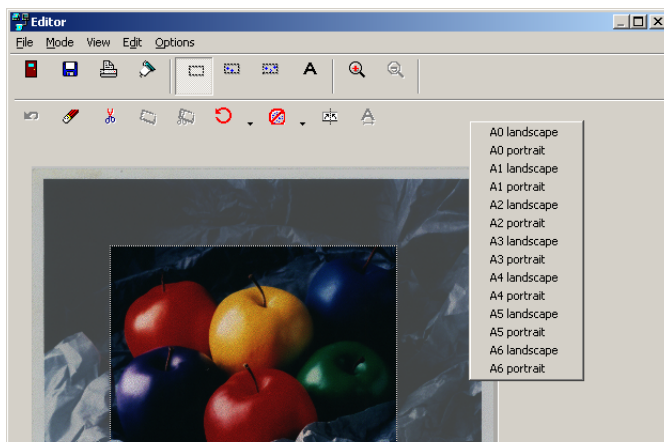 Editor
File Mode View Edit Options
A
A
A0 landscape
A0 portrait
A1 landscape
A1 portrait
A2 landscape
A2 portrait
A3 landscape
A3 portrait
A4 landscape
A4 portrait
A5 landscape
A5 portrait
A6 landscape
A6 portrait